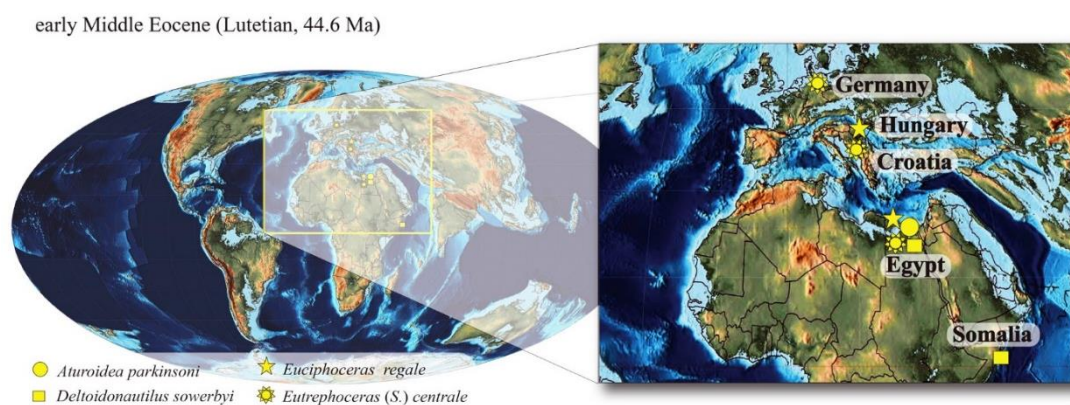 early Middle Eocene (Lutetian, 44.6 Ma)
Germany
Hungary
Croatia
Egypt
Somalia
Aturoidea parkinsoni
Euciphoceras regale
Deltoidonautilus sowerbyi
Eutrephoceras (S.) centrale